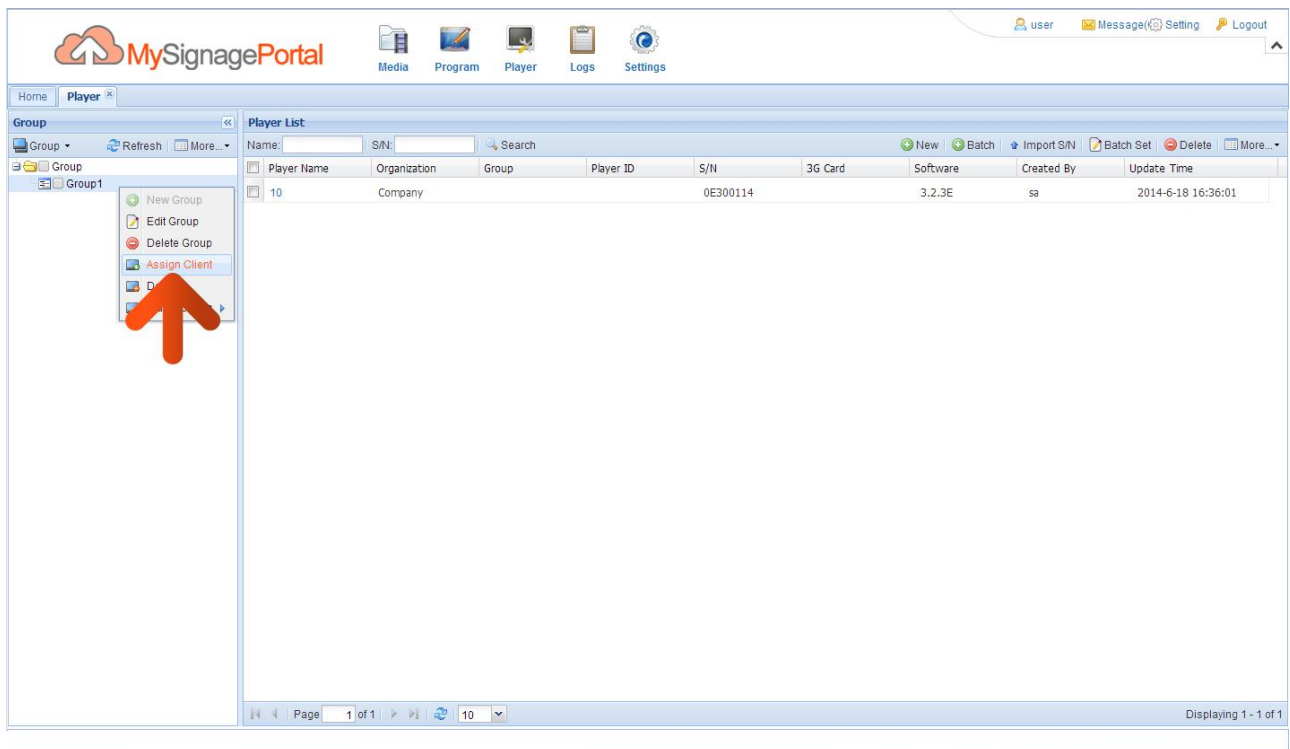 MySignagePortal
Media Program Player Logs Settings
user Message( Setting Logout
Home Player
Group
Group Refresh More...
Group
Group1
New Group
Edit Group
Delete Group
Assign Client
Player List
Name: S/N: Search New Batch Import S/N Batch Set Delete More...
Player Name Organization Group Player ID S/N 3G Card Software Created By Update Time
10 Company 0E300114 3.2.3E sa 2014-6-18 16:36:01
Page 1 of 1 10 Displaying 1 - 1 of 1